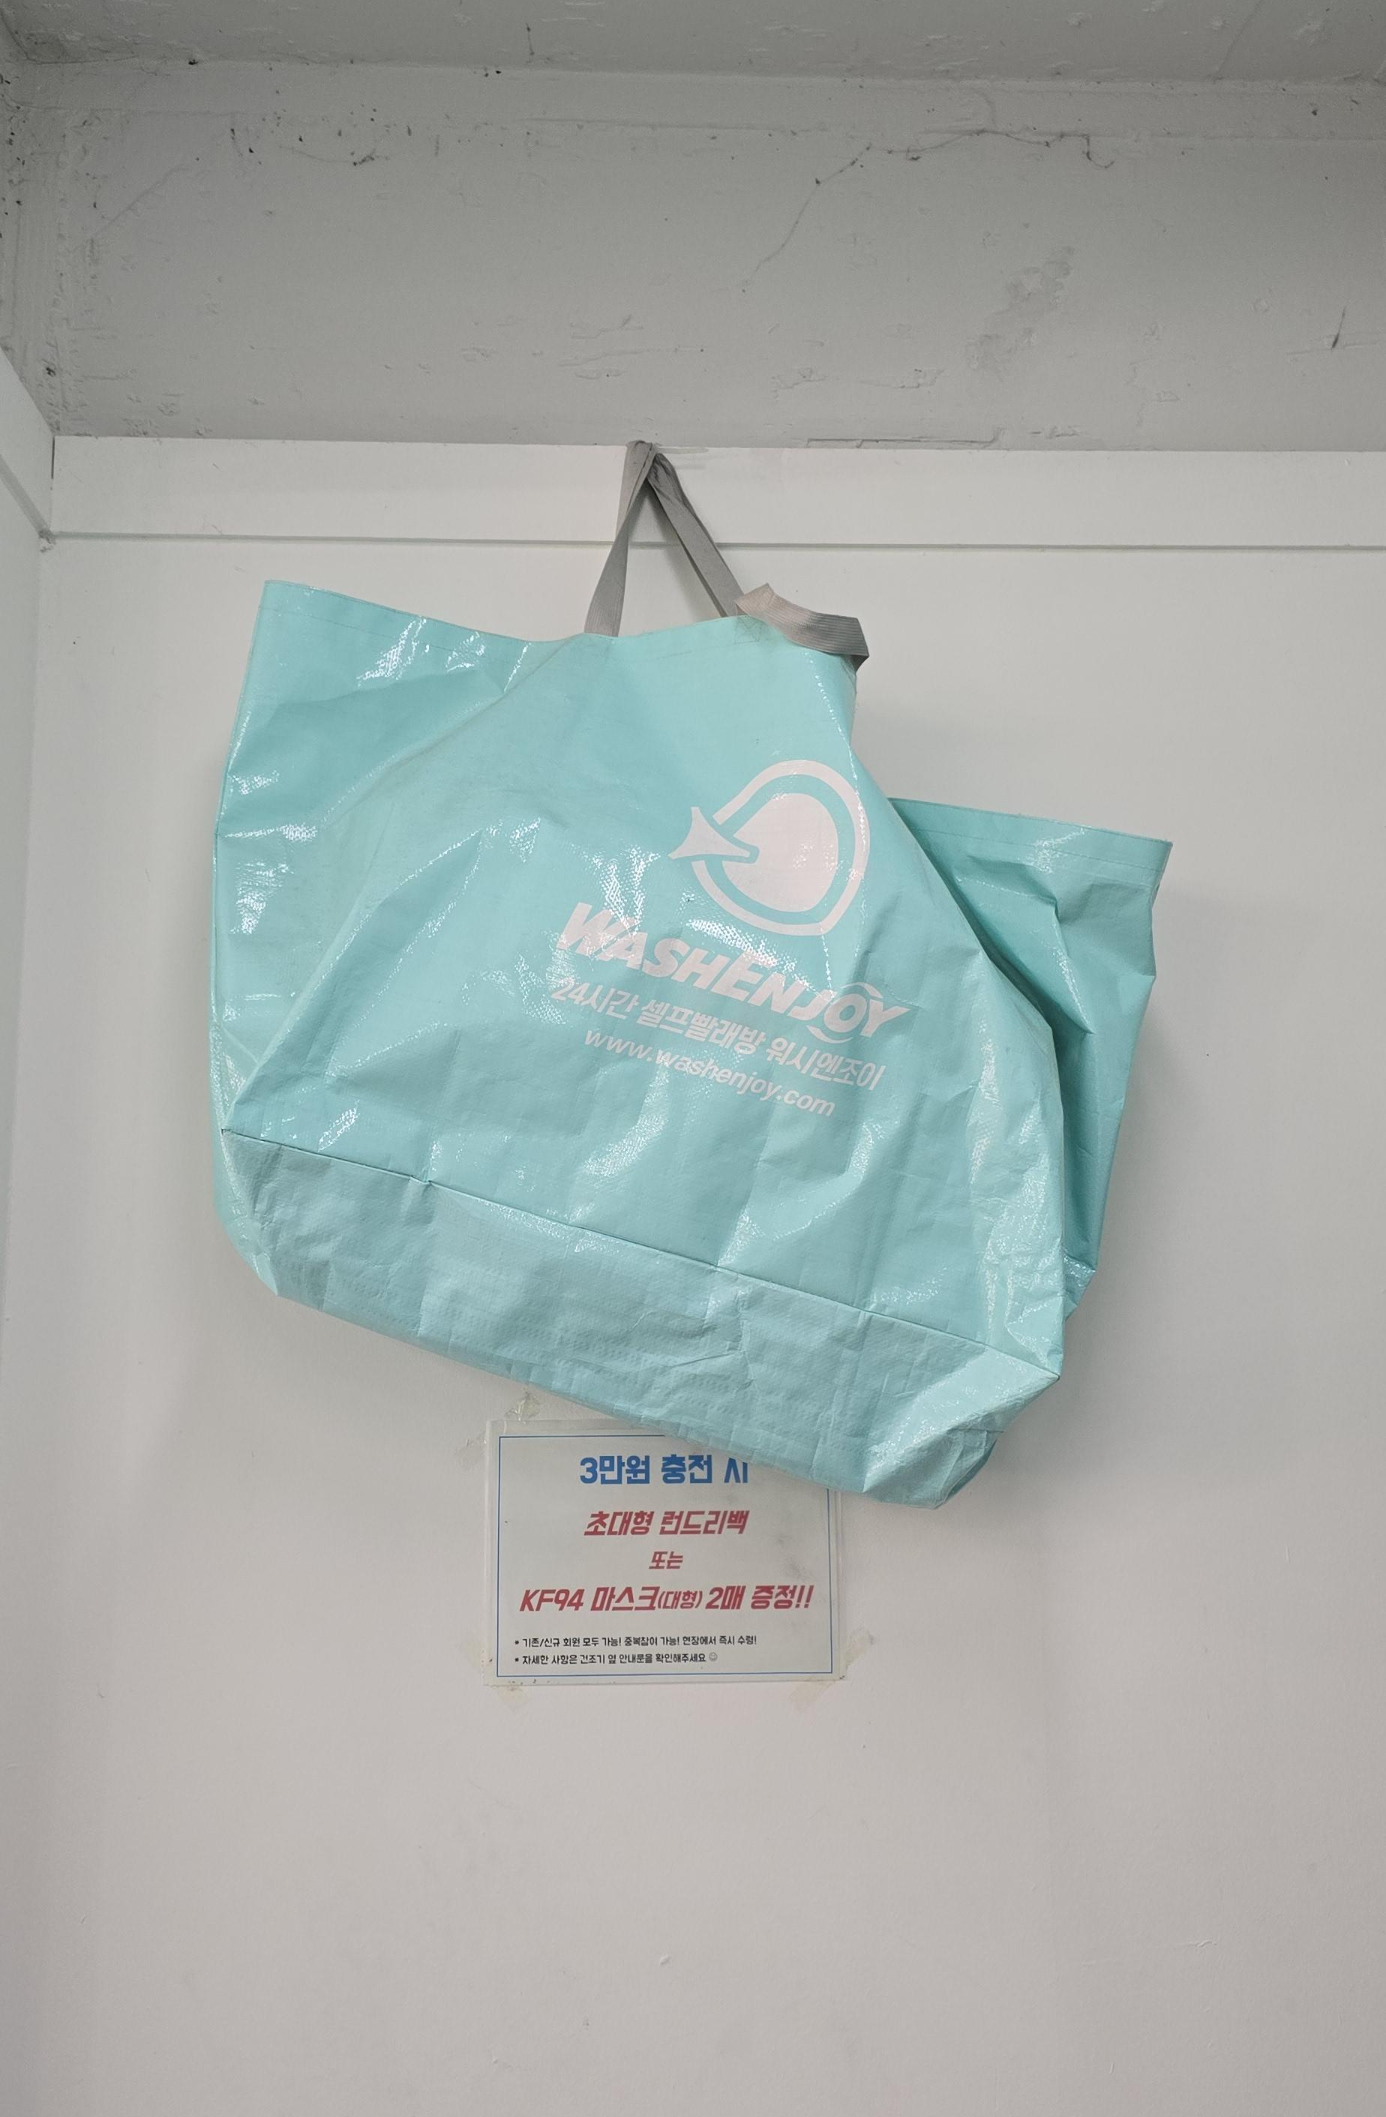 WASHENJOY
24시간 셀프빨래방 워시엔조이
www.washenjoy.com
3만원 충전 시
초대형 런드리백
또는
KF94 마스크(대형) 2매 증정!!
* 기존/신규 회원 모두 가능! 중복참여 가능! 현장에서 즉시 수령!
* 자세한 사항은 건조기 옆 안내문을 확인해주세요 ☺